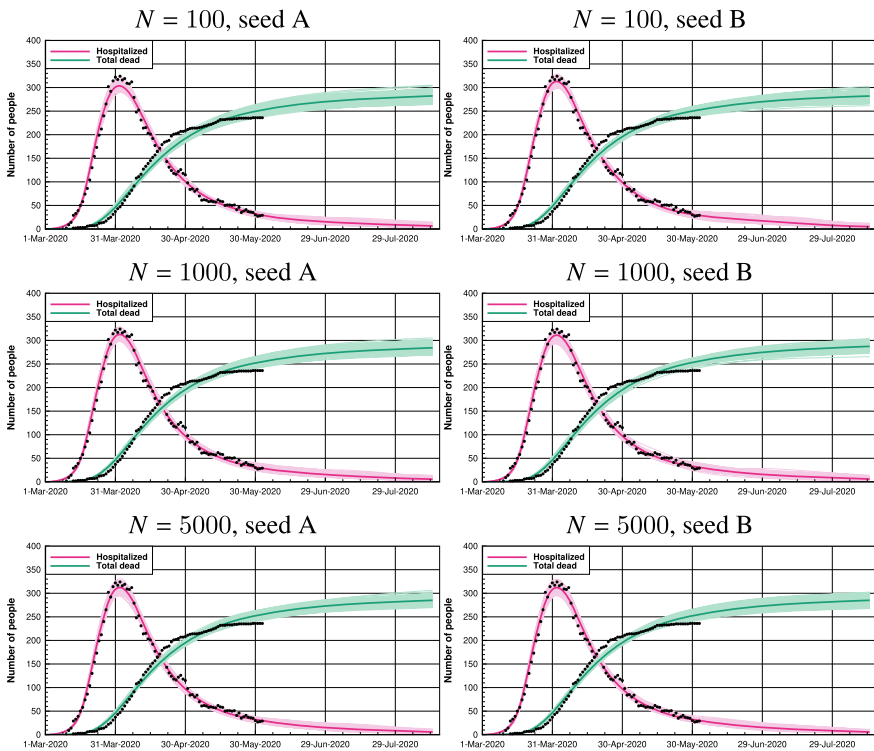 N = 100, seed A
Number of people
400
350
300
250
200
150
100
50
0
Hospitalized
Total dead
1-Mar-2020 31-Mar-2020 30-Apr-2020 30-May-2020 29-Jun-2020 29-Jul-2020
N = 100, seed B
Number of people
400
350
300
250
200
150
100
50
0
Hospitalized
Total dead
1-Mar-2020 31-Mar-2020 30-Apr-2020 30-May-2020 29-Jun-2020 29-Jul-2020
N = 1000, seed A
Number of people
400
350
300
250
200
150
100
50
0
Hospitalized
Total dead
1-Mar-2020 31-Mar-2020 30-Apr-2020 30-May-2020 29-Jun-2020 29-Jul-2020
N = 1000, seed B
Number of people
400
350
300
250
200
150
100
50
0
Hospitalized
Total dead
1-Mar-2020 31-Mar-2020 30-Apr-2020 30-May-2020 29-Jun-2020 29-Jul-2020
N = 5000, seed A
Number of people
400
350
300
250
200
150
100
50
0
Hospitalized
Total dead
1-Mar-2020 31-Mar-2020 30-Apr-2020 30-May-2020 29-Jun-2020 29-Jul-2020
N = 5000, seed B
Number of people
400
350
300
250
200
150
100
50
0
Hospitalized
Total dead
1-Mar-2020 31-Mar-2020 30-Apr-2020 30-May-2020 29-Jun-2020 29-Jul-2020